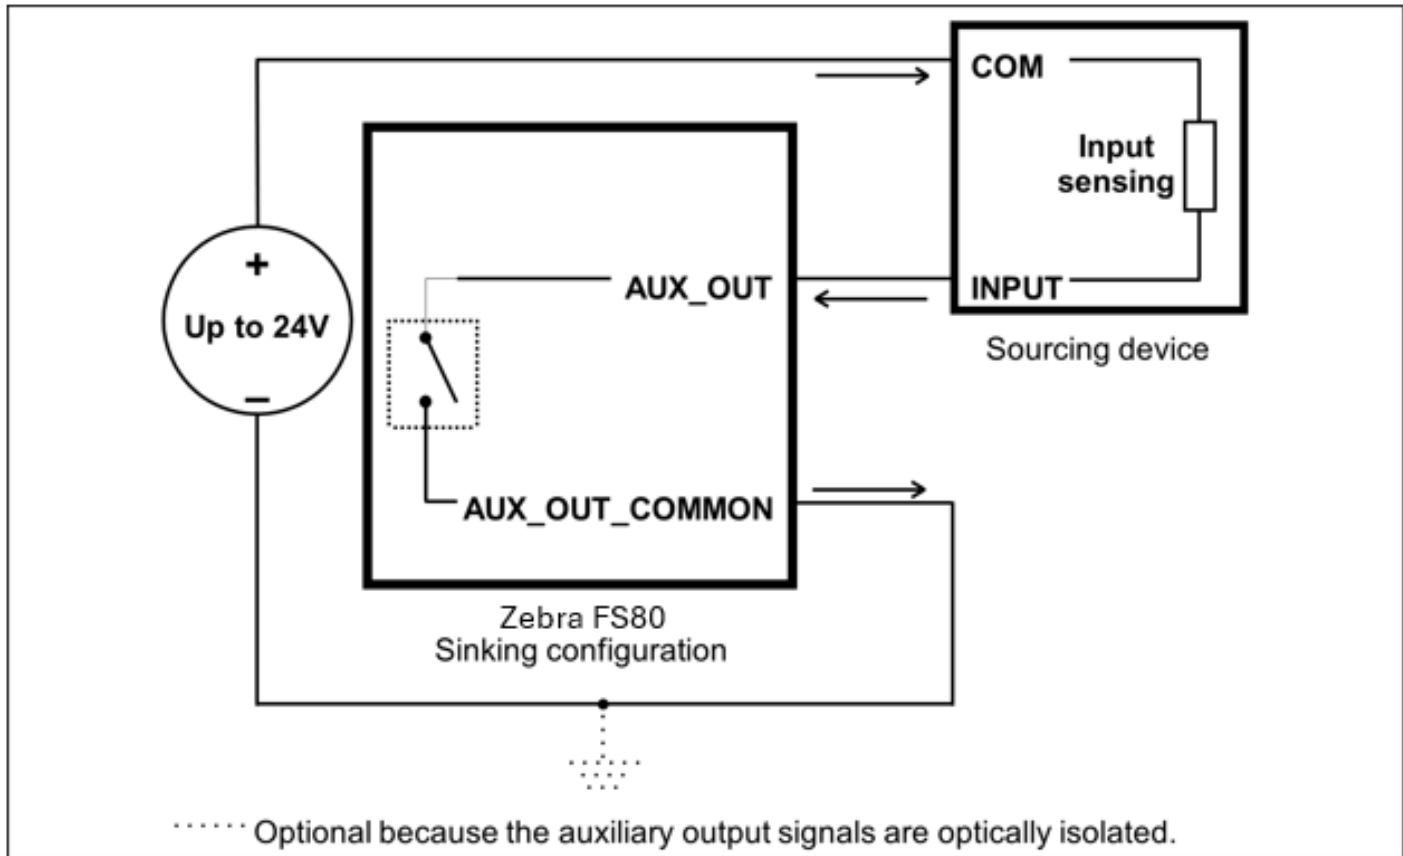 COM
Input
sensing
+
Up to 24V
−
AUX_OUT
INPUT
Sourcing device
AUX_OUT_COMMON
Zebra FS80
Sinking configuration
Optional because the auxiliary output signals are optically isolated.